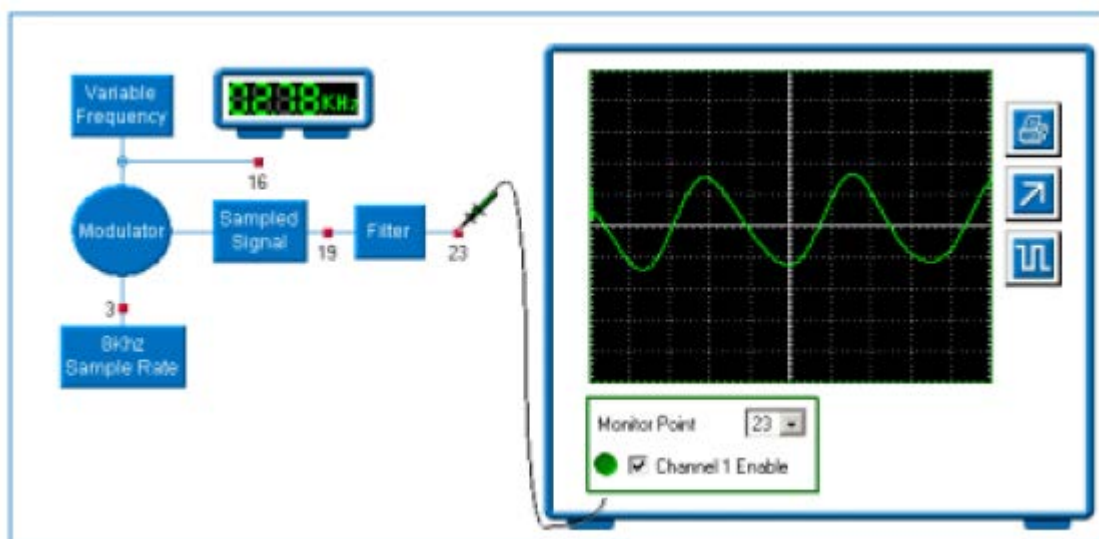 Variable
Frequency
KHz
16
Modulator
Sampled
Signal
19
Filter
23
3
8Khz
Sample Rate
Monitor Point
23
Channel 1 Enable